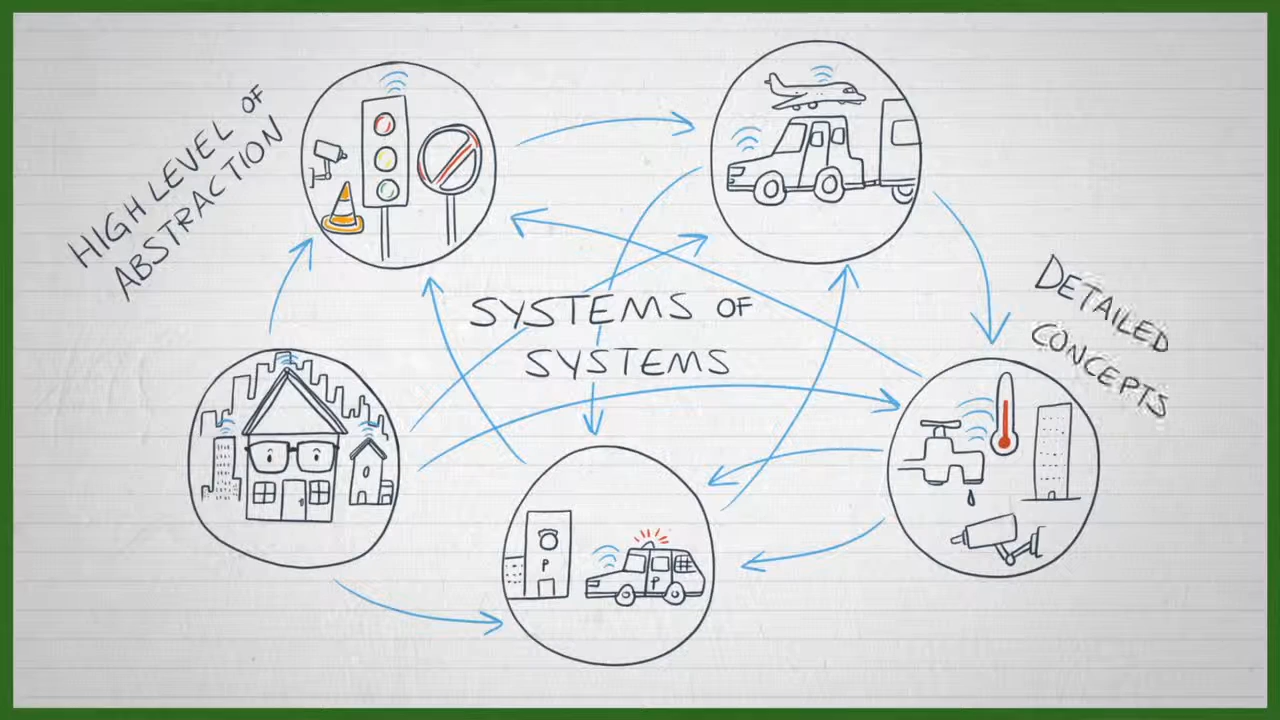 HIGH LEVEL OF
ABSTRACTION
SYSTEMS OF
SYSTEMS
DETAILED
CONCEPTS
P
P